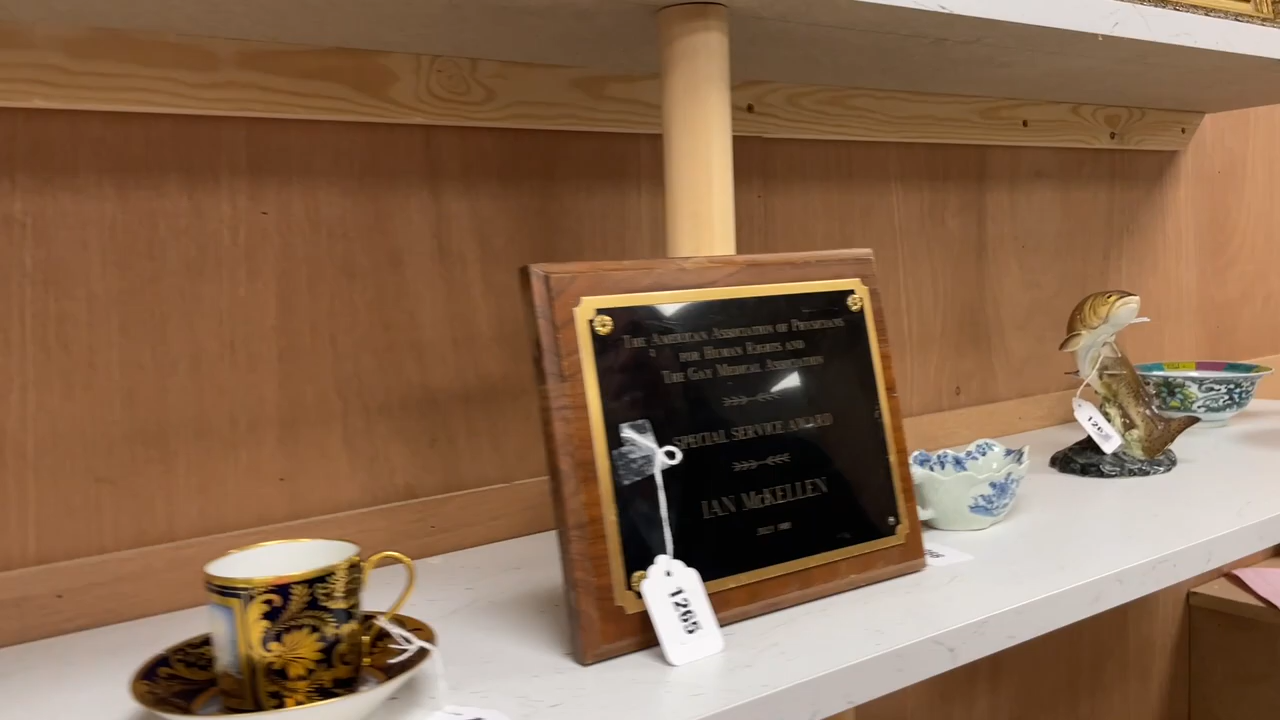 THE AMERICAN ASSOCIATION OF PHYSICIANS
FOR HUMAN RIGHTS AND
THE GAY MEDICAL ASSOCIATION
SPECIAL SERVICE AWARD
IAN MCKELLEN
1265